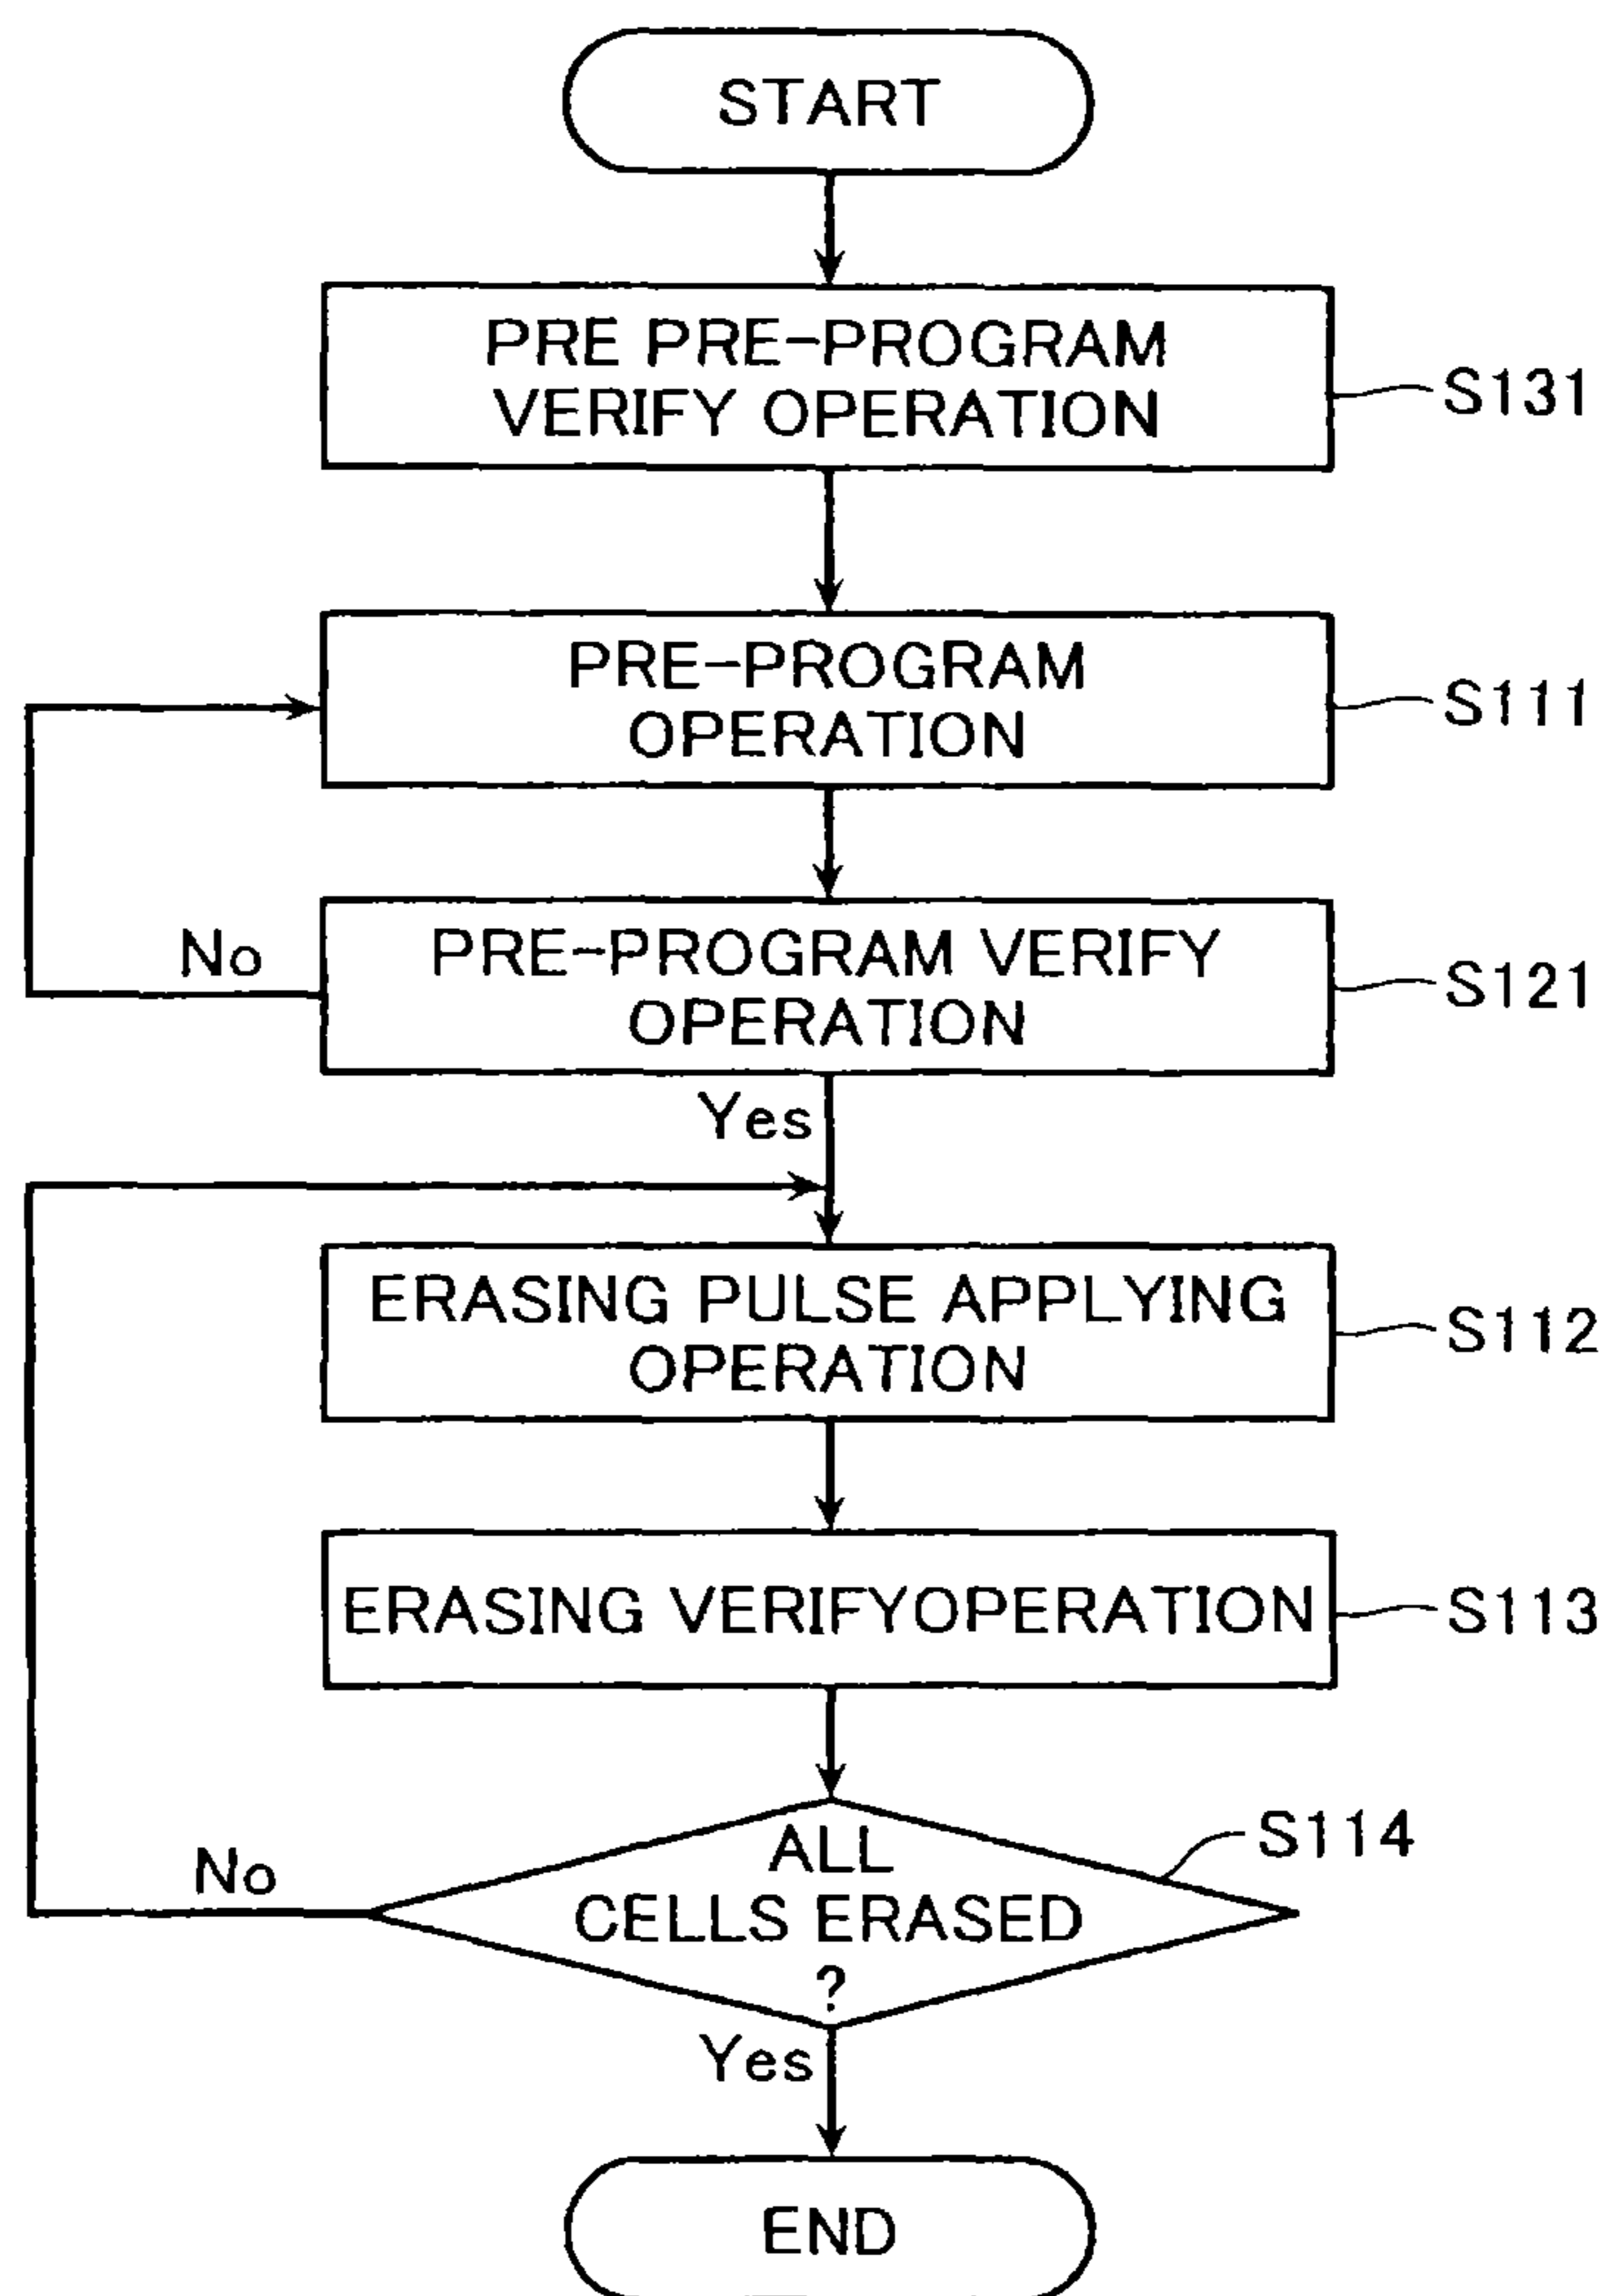 START
PRE PRE-PROGRAM
VERIFY OPERATION
S131
PRE-PROGRAM
OPERATION
S111
No
PRE-PROGRAM VERIFY
OPERATION
S121
Yes
ERASING PULSE APPLYING
OPERATION
S112
ERASING VERIFYOPERATION
S113
ALL
CELLS ERASED
?
S114
No
Yes
END